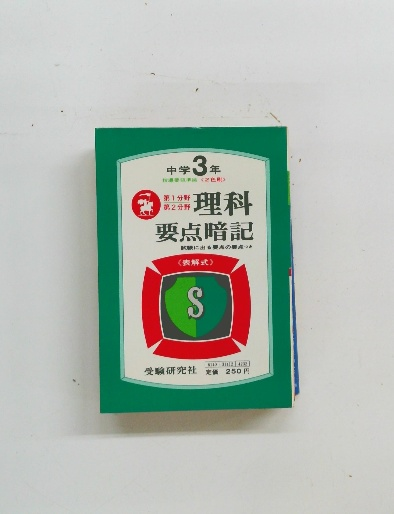 中学3年
第1分野
第2分野
理科
要点暗記
試験に出る要点の要点つき
《表解式》
S
受験研究社
定価 250円